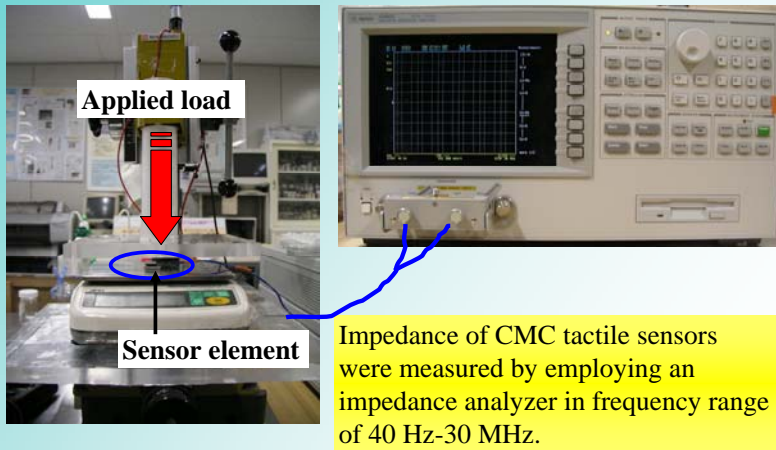 Applied load
Sensor element
Impedance of CMC tactile sensors
were measured by employing an
impedance analyzer in frequency range
of 40 Hz-30 MHz.